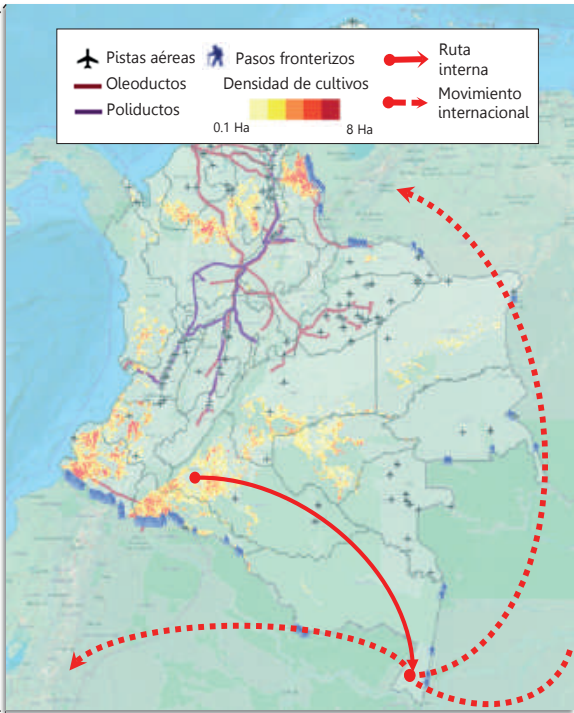 Pistas aéreas
Pasos fronterizos
Ruta
interna
Oleoductos
Densidad de cultivos
Poliductos
Movimiento
internacional
0.1 Ha
8 Ha